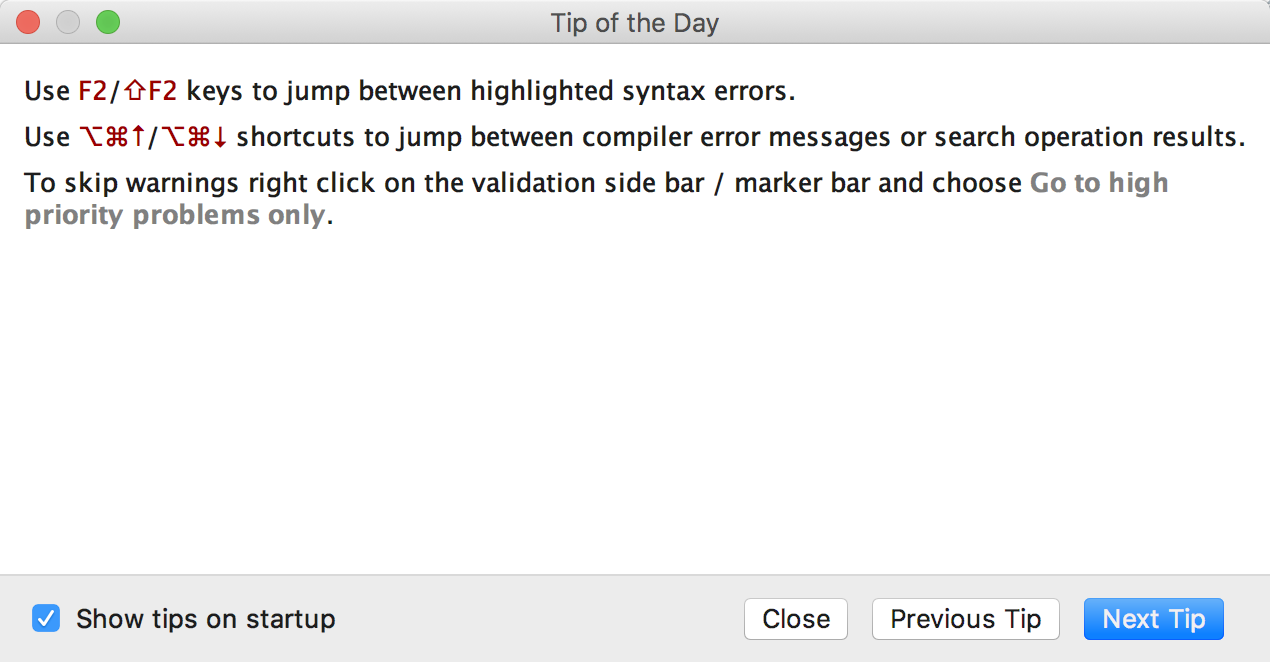 Tip of the Day
Use F2/⇧F2 keys to jump between highlighted syntax errors.
Use ⌥⌘↑/⌥⌘↓ shortcuts to jump between compiler error messages or search operation results.
To skip warnings right click on the validation side bar / marker bar and choose Go to high
priority problems only.
Show tips on startup
Close
Previous Tip
Next Tip